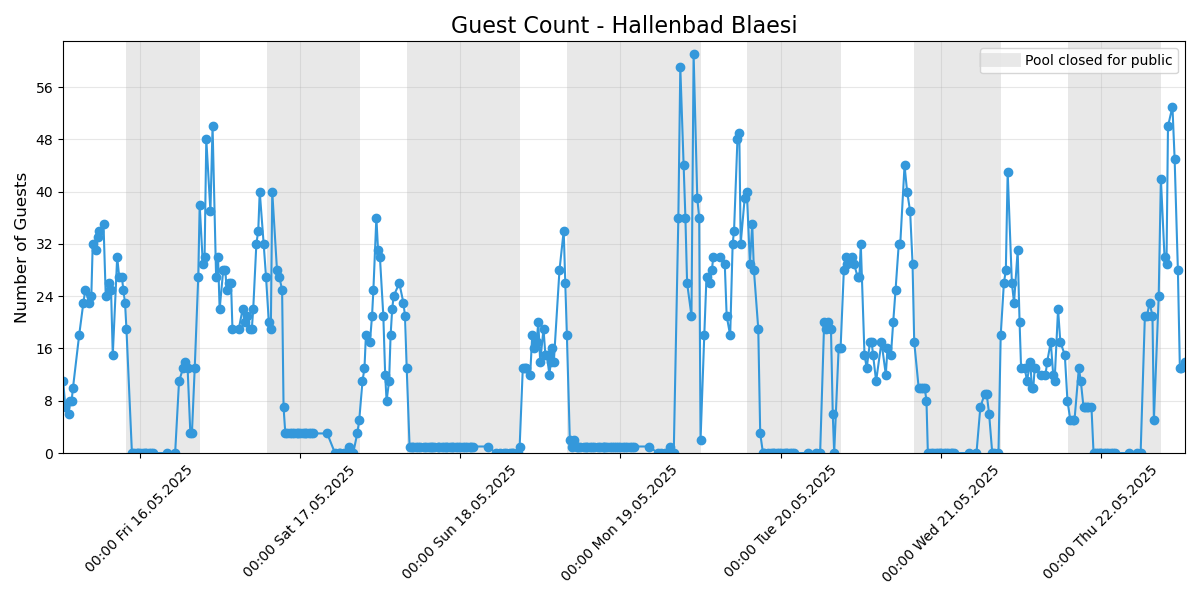 Guest Count - Hallenbad Blaesi
Pool closed for public
Number of Guests
56
48
40
32
24
16
8
0
00:00 Fri 16.05.2025
00:00 Sat 17.05.2025
00:00 Sun 18.05.2025
00:00 Mon 19.05.2025
00:00 Tue 20.05.2025
00:00 Wed 21.05.2025
00:00 Thu 22.05.2025